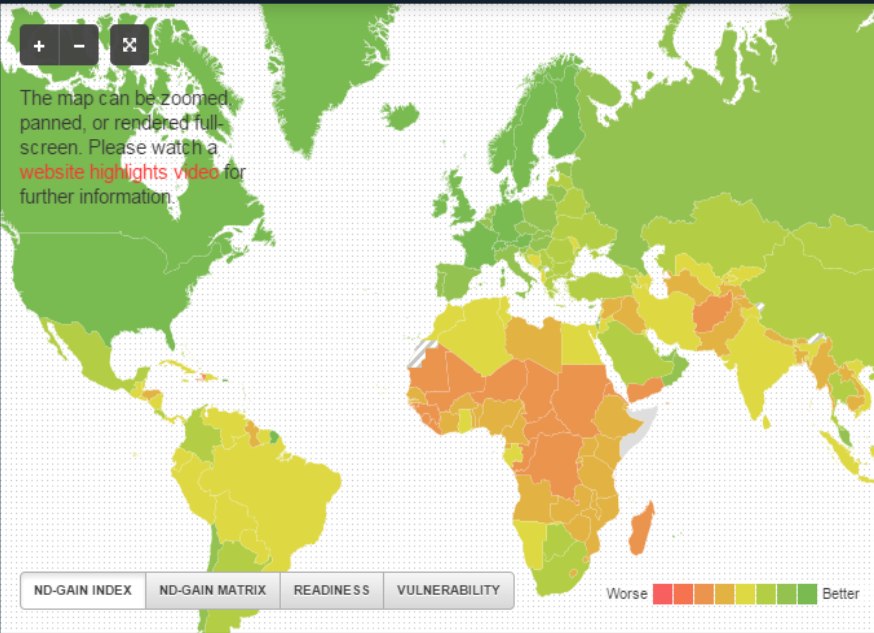 + −
The map can be zoomed,
panned, or rendered full-
screen. Please watch a
website highlights video for
further information.
ND-GAIN INDEX ND-GAIN MATRIX READINESS VULNERABILITY
Worse Better